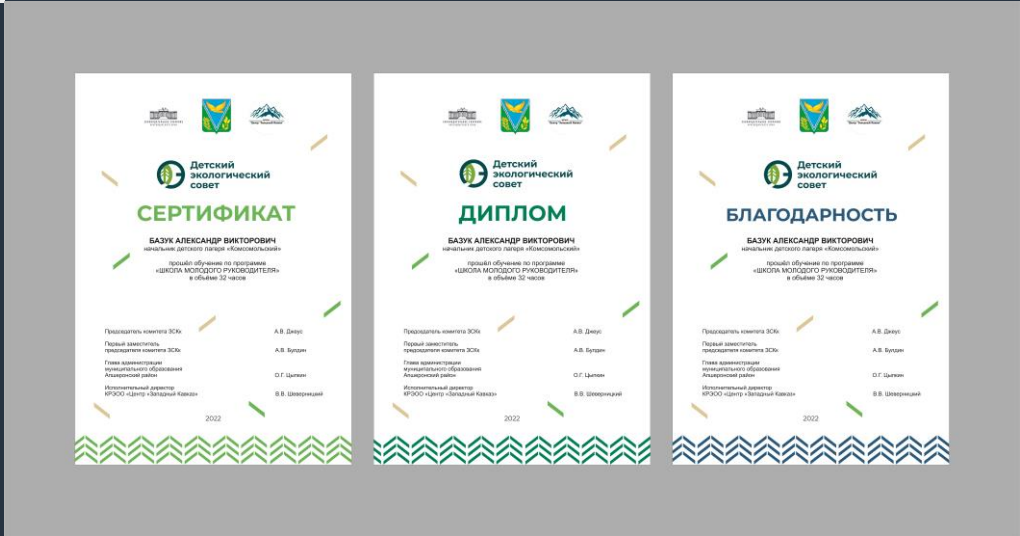 Детский
экологический
совет
СЕРТИФИКАТ
БАЗУК АЛЕКСАНДР ВИКТОРОВИЧ
начальник детского лагеря «Комсомольский»
прошёл обучение по программе
«ШКОЛА МОЛОДОГО РУКОВОДИТЕЛЯ»
в объёме 32 часов
Председатель комитета ЗСКк А.В. Джеус
Первый заместитель
председателя комитета ЗСКк А.В. Булдин
Глава администрации
муниципального образования
Апшеронский район О.Г. Цыпкин
Исполнительный директор
КРЭОО «Центр «Западный Кавказ» В.В. Шеверницкий
2022
Детский
экологический
совет
ДИПЛОМ
БАЗУК АЛЕКСАНДР ВИКТОРОВИЧ
начальник детского лагеря «Комсомольский»
прошёл обучение по программе
«ШКОЛА МОЛОДОГО РУКОВОДИТЕЛЯ»
в объёме 32 часов
Председатель комитета ЗСКк А.В. Джеус
Первый заместитель
председателя комитета ЗСКк А.В. Булдин
Глава администрации
муниципального образования
Апшеронский район О.Г. Цыпкин
Исполнительный директор
КРЭОО «Центр «Западный Кавказ» В.В. Шеверницкий
2022
Детский
экологический
совет
БЛАГОДАРНОСТЬ
БАЗУК АЛЕКСАНДР ВИКТОРОВИЧ
начальник детского лагеря «Комсомольский»
прошёл обучение по программе
«ШКОЛА МОЛОДОГО РУКОВОДИТЕЛЯ»
в объёме 32 часов
Председатель комитета ЗСКк А.В. Джеус
Первый заместитель
председателя комитета ЗСКк А.В. Булдин
Глава администрации
муниципального образования
Апшеронский район О.Г. Цыпкин
Исполнительный директор
КРЭОО «Центр «Западный Кавказ» В.В. Шеверницкий
2022